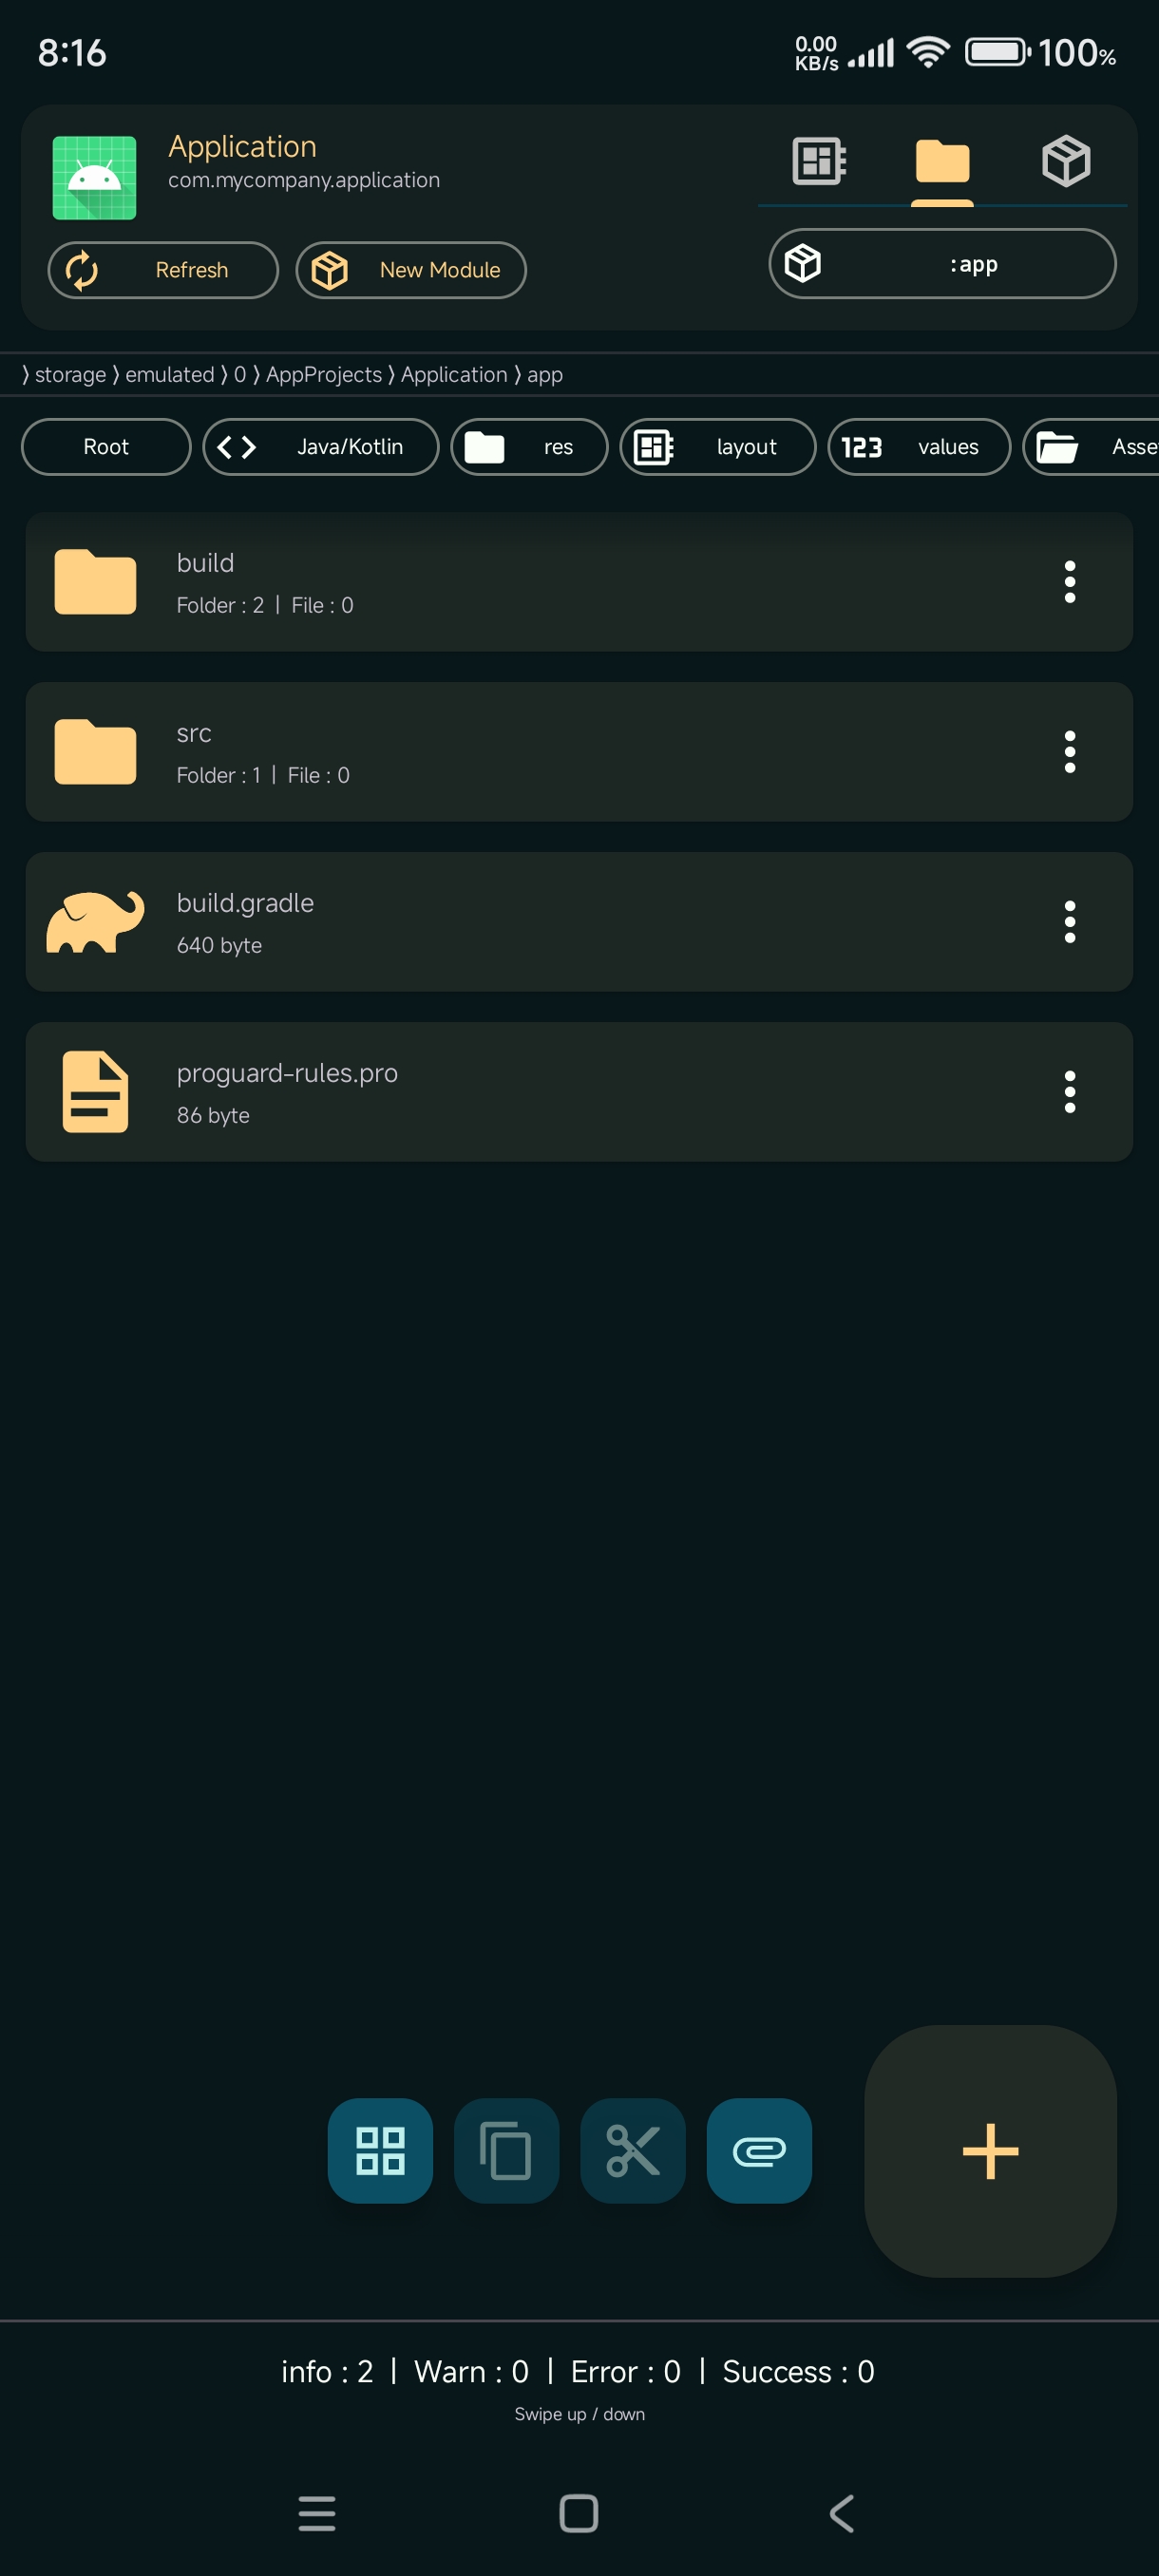 8:16 0.00 KB/s 100%
Application
com.mycompany.application
Refresh New Module :app
⟩ storage ⟩ emulated ⟩ 0 ⟩ AppProjects ⟩ Application ⟩ app
Root Java/Kotlin res layout 123 values Asse
build
Folder : 2 | File : 0
src
Folder : 1 | File : 0
build.gradle
640 byte
proguard-rules.pro
86 byte
info : 2 | Warn : 0 | Error : 0 | Success : 0
Swipe up / down